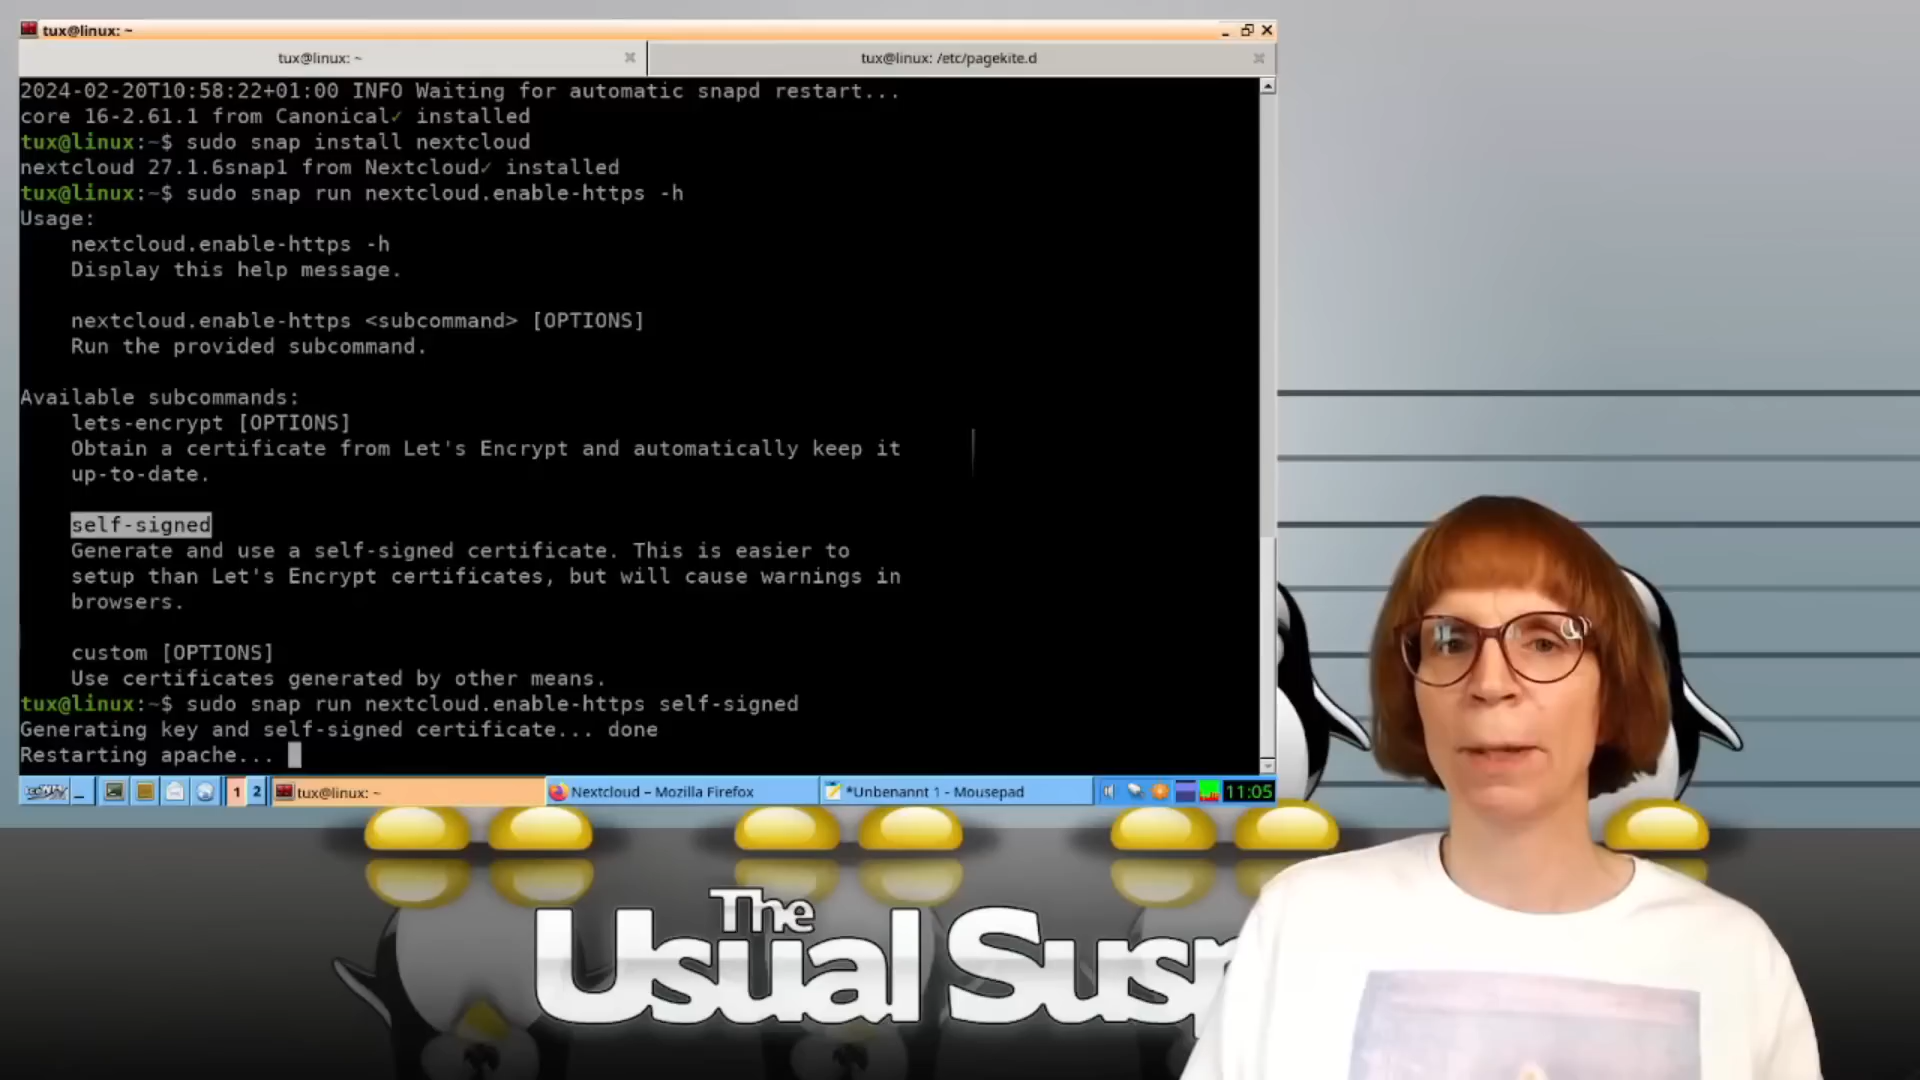 tux@linux: ~
tux@linux: ~
tux@linux: /etc/pagekite.d
2024-02-20T10:58:22+01:00 INFO Waiting for automatic snapd restart...
core 16-2.61.1 from Canonical✓ installed
tux@linux:~$ sudo snap install nextcloud
nextcloud 27.1.6snap1 from Nextcloud✓ installed
tux@linux:~$ sudo snap run nextcloud.enable-https -h
Usage:
nextcloud.enable-https -h
Display this help message.
nextcloud.enable-https <subcommand> [OPTIONS]
Run the provided subcommand.
Available subcommands:
lets-encrypt [OPTIONS]
Obtain a certificate from Let's Encrypt and automatically keep it
up-to-date.
self-signed
Generate and use a self-signed certificate. This is easier to
setup than Let's Encrypt certificates, but will cause warnings in
browsers.
custom [OPTIONS]
Use certificates generated by other means.
tux@linux:~$ sudo snap run nextcloud.enable-https self-signed
Generating key and self-signed certificate... done
Restarting apache...
1 2 tux@linux: ~ Nextcloud – Mozilla Firefox *Unbenannt 1 - Mousepad 11:05
The
Usual Susp